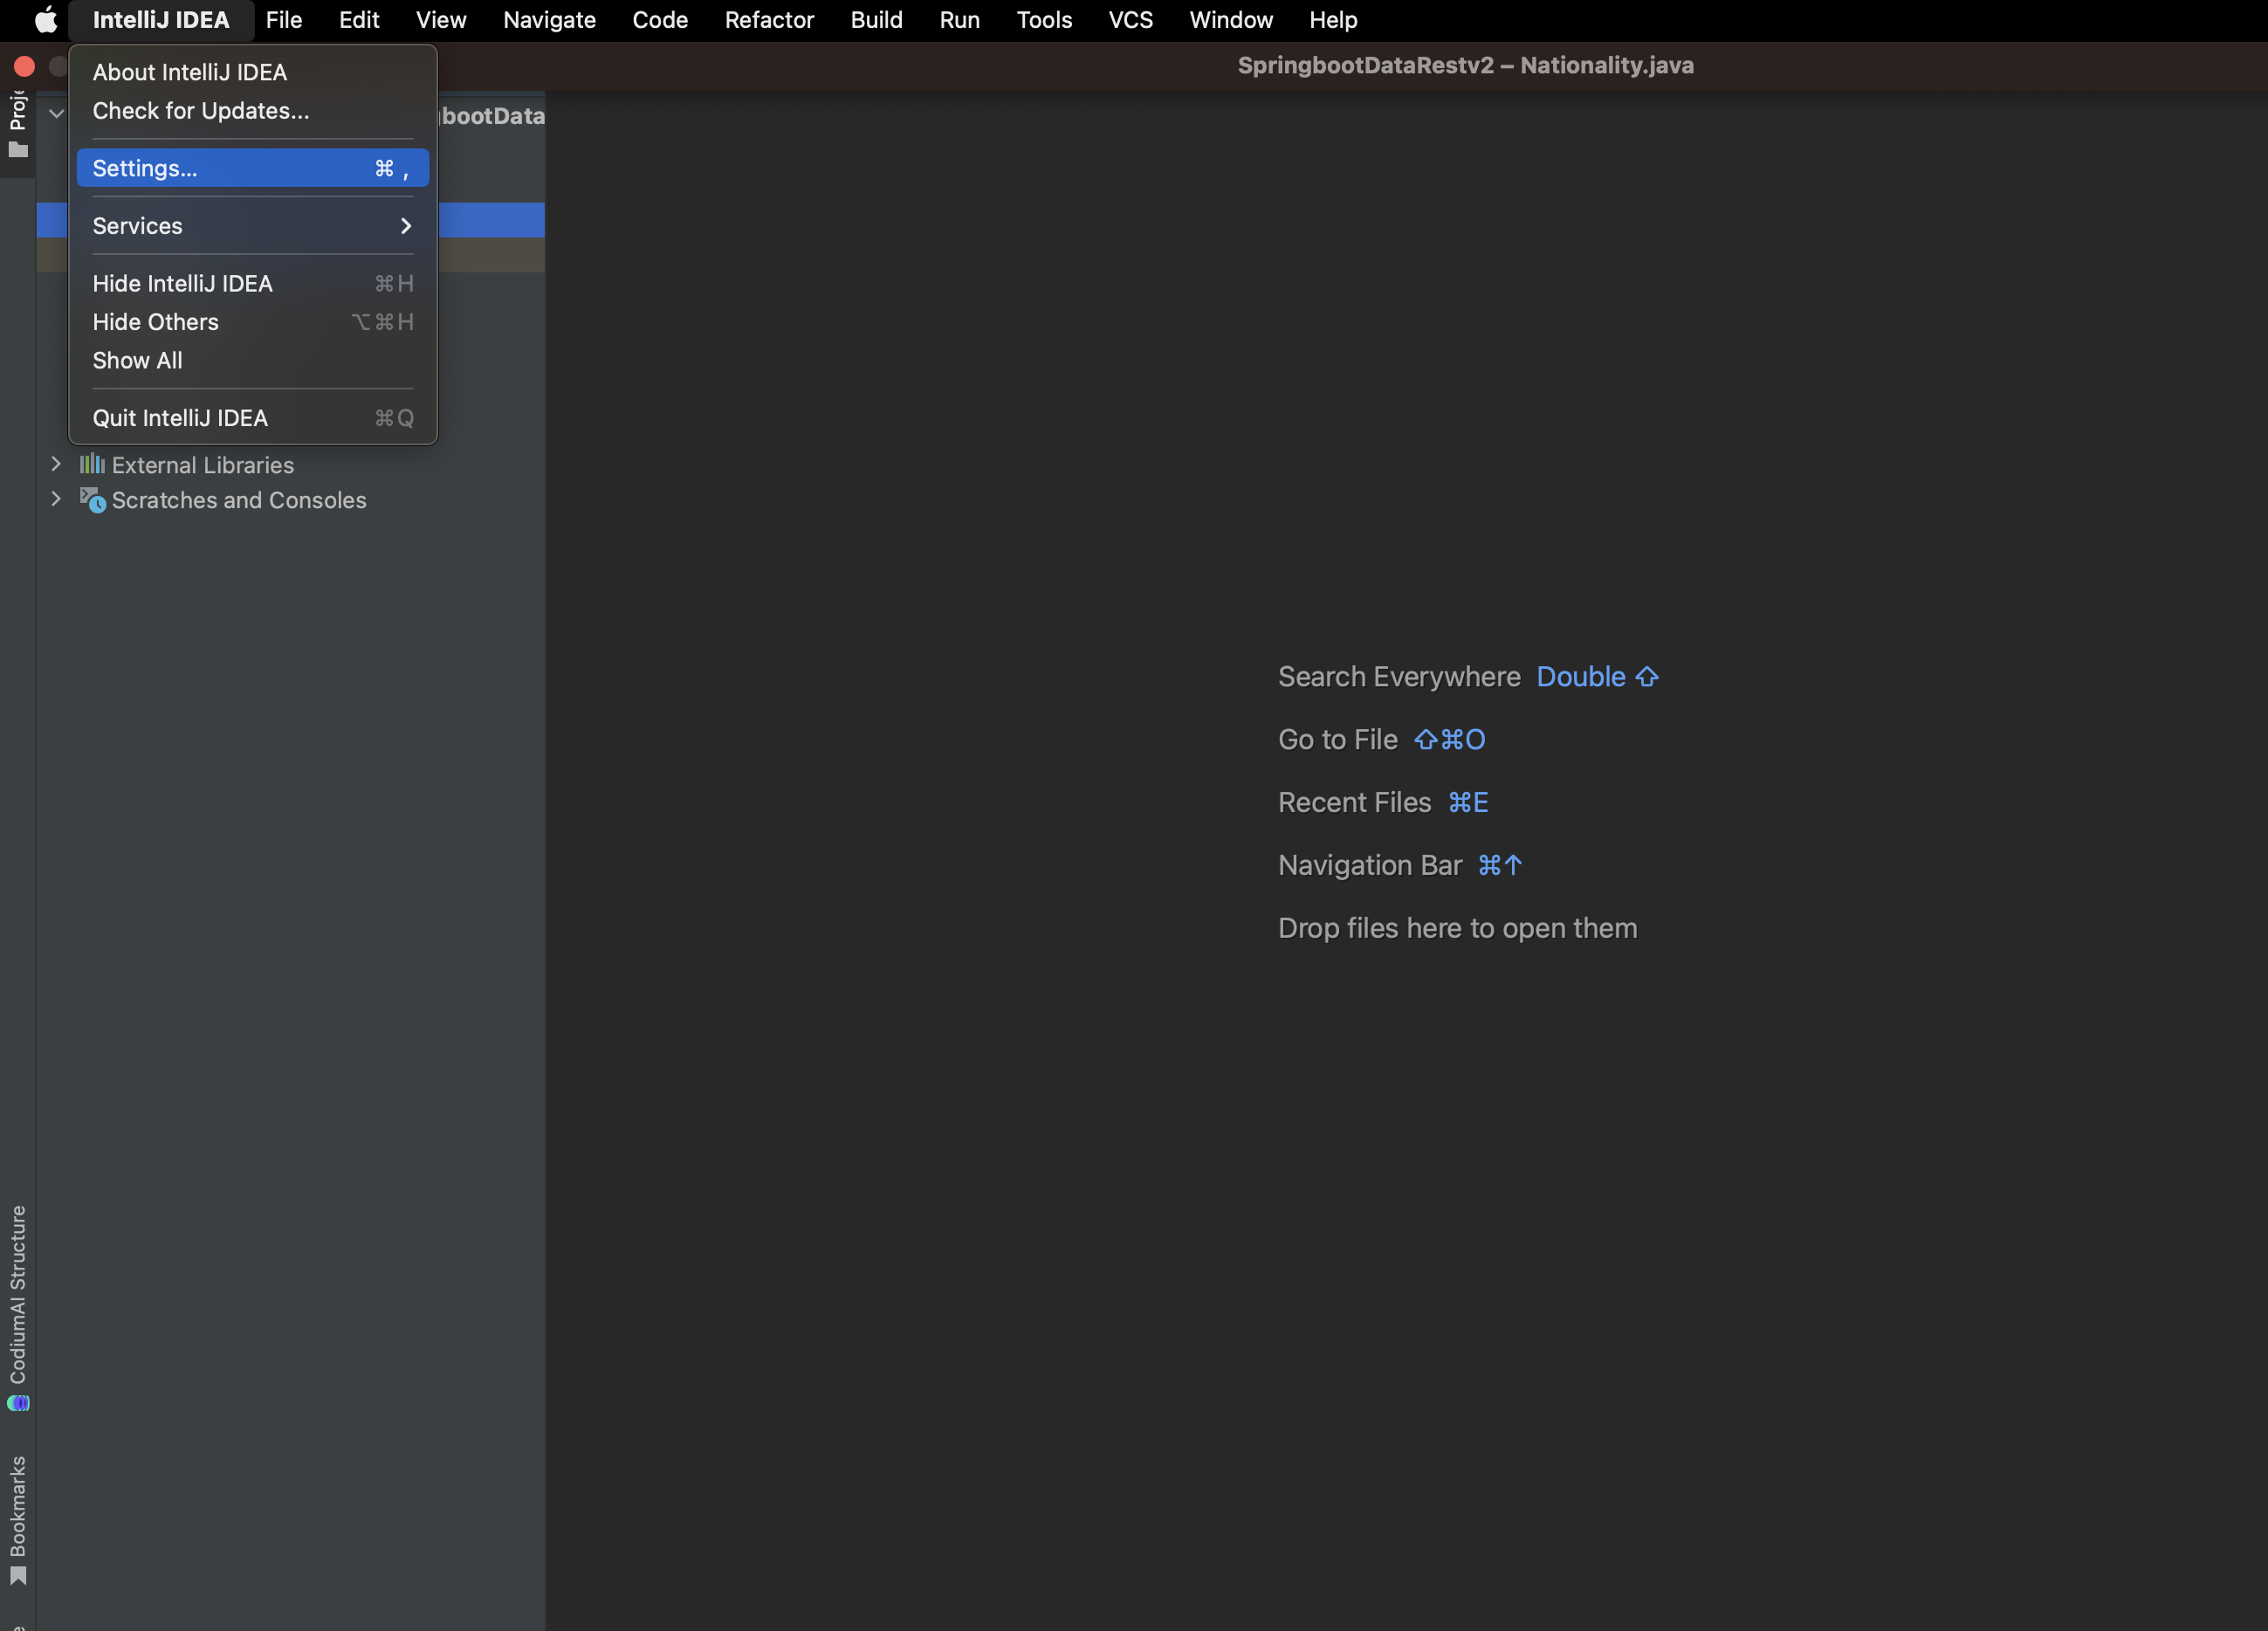 IntelliJ IDEA File Edit View Navigate Code Refactor Build Run Tools VCS Window Help
SpringbootDataRestv2 – Nationality.java
About IntelliJ IDEA
Check for Updates...
Settings... ⌘ ,
Services
Hide IntelliJ IDEA ⌘H
Hide Others ⌥⌘H
Show All
Quit IntelliJ IDEA ⌘Q
bootData
External Libraries
Scratches and Consoles
Search Everywhere Double ⇧
Go to File ⇧⌘O
Recent Files ⌘E
Navigation Bar ⌘↑
Drop files here to open them
Proje
CodiumAI Structure
Bookmarks